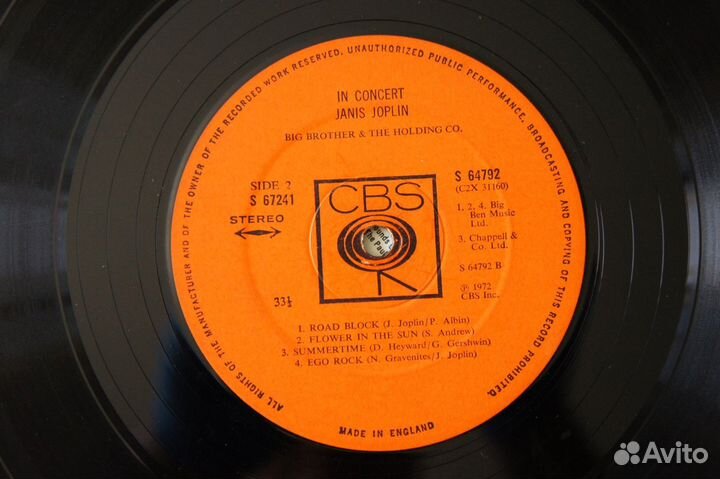 ALL RIGHTS OF THE MANUFACTURER AND OF THE OWNER OF THE RECORDED WORK RESERVED. UNAUTHORIZED PUBLIC PERFORMANCE, BROADCASTING AND COPYING OF THIS RECORD PROHIBITED.
IN CONCERT
JANIS JOPLIN
BIG BROTHER & THE HOLDING CO.
SIDE 2
S 67241
STEREO
33⅓
CBS
S 64792
(C2X 31160)
1, 2, 4. Big
Ben Music
Ltd.
3. Chappell &
Co. Ltd.
S 64792 B
℗ 1972
CBS Inc.
1. ROAD BLOCK (J. Joplin/P. Albin)
2. FLOWER IN THE SUN (S. Andrew)
3. SUMMERTIME (D. Heyward/G. Gershwin)
4. EGO ROCK (N. Gravenites/J. Joplin)
MADE IN ENGLAND
Avito